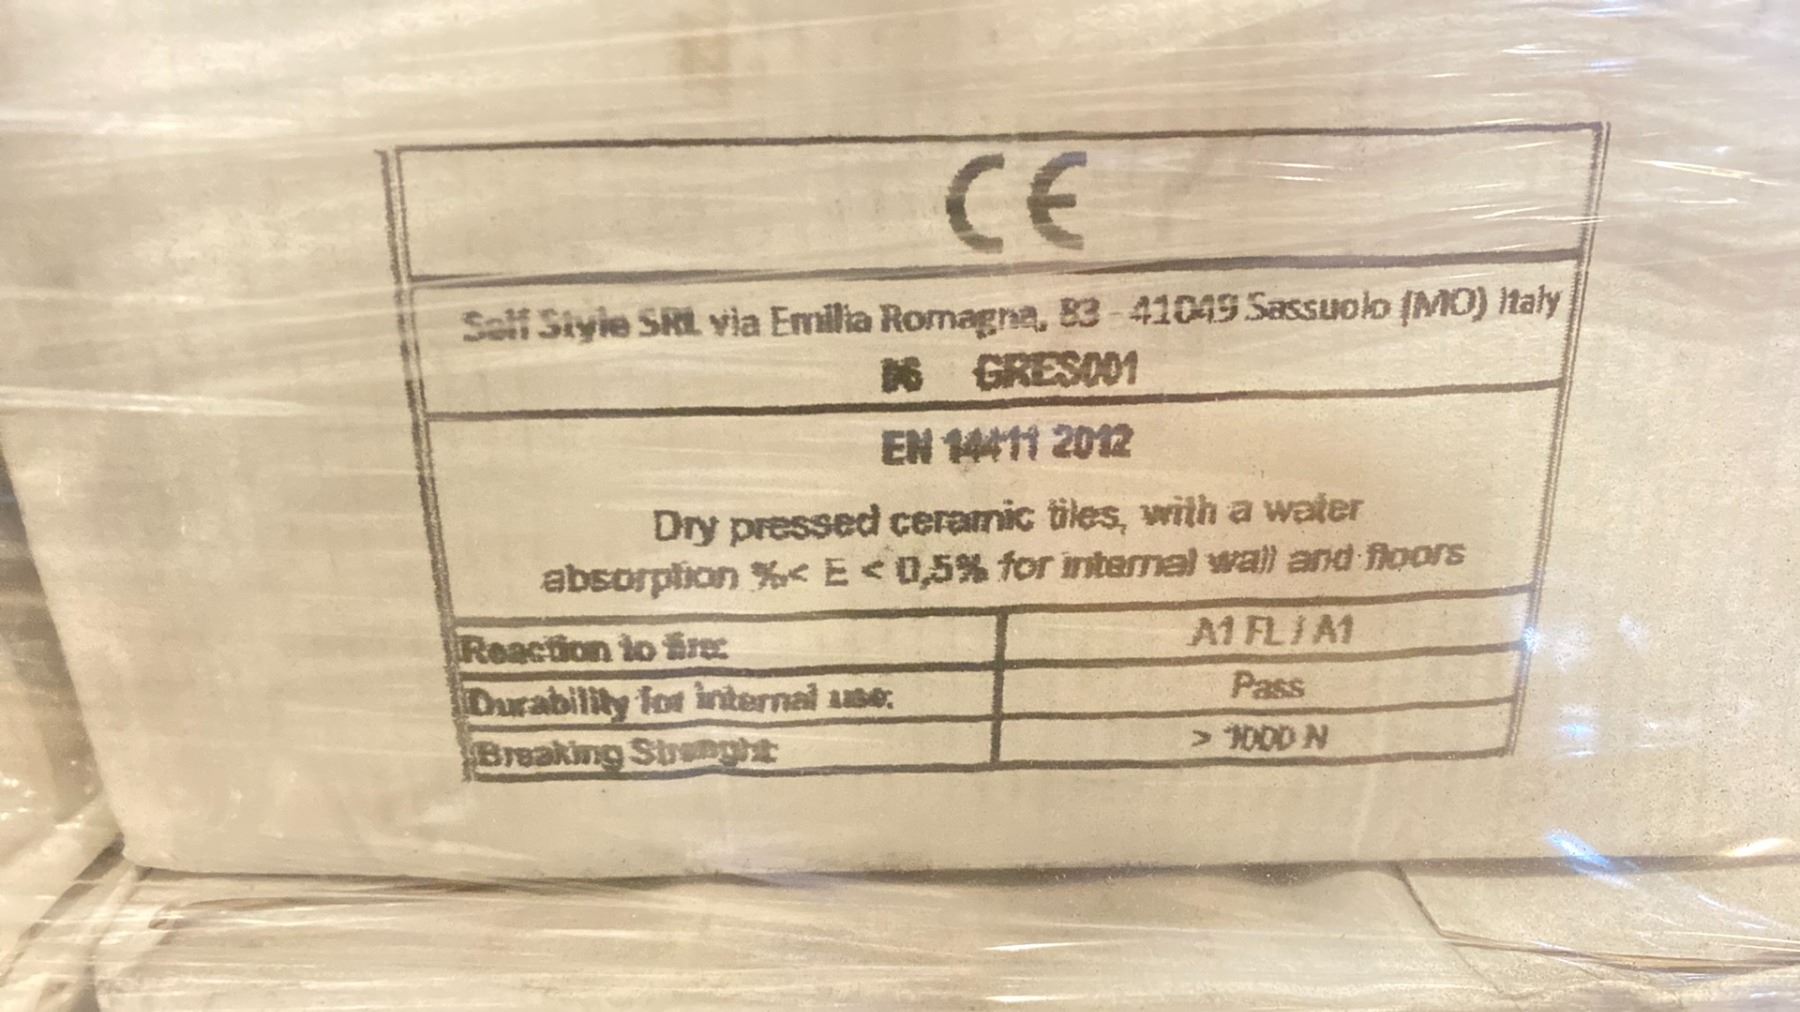 CE
Self Style SRL via Emilia Romagna, 83 - 41049 Sassuolo (MO) Italy
06 GRES001
EN 14411 2012
Dry pressed ceramic tiles, with a water
absorption %< E < 0,5% for internal wall and floors
Reaction to fire: A1 FL / A1
Durability for internal use: Pass
Breaking Strenght: > 1000 N